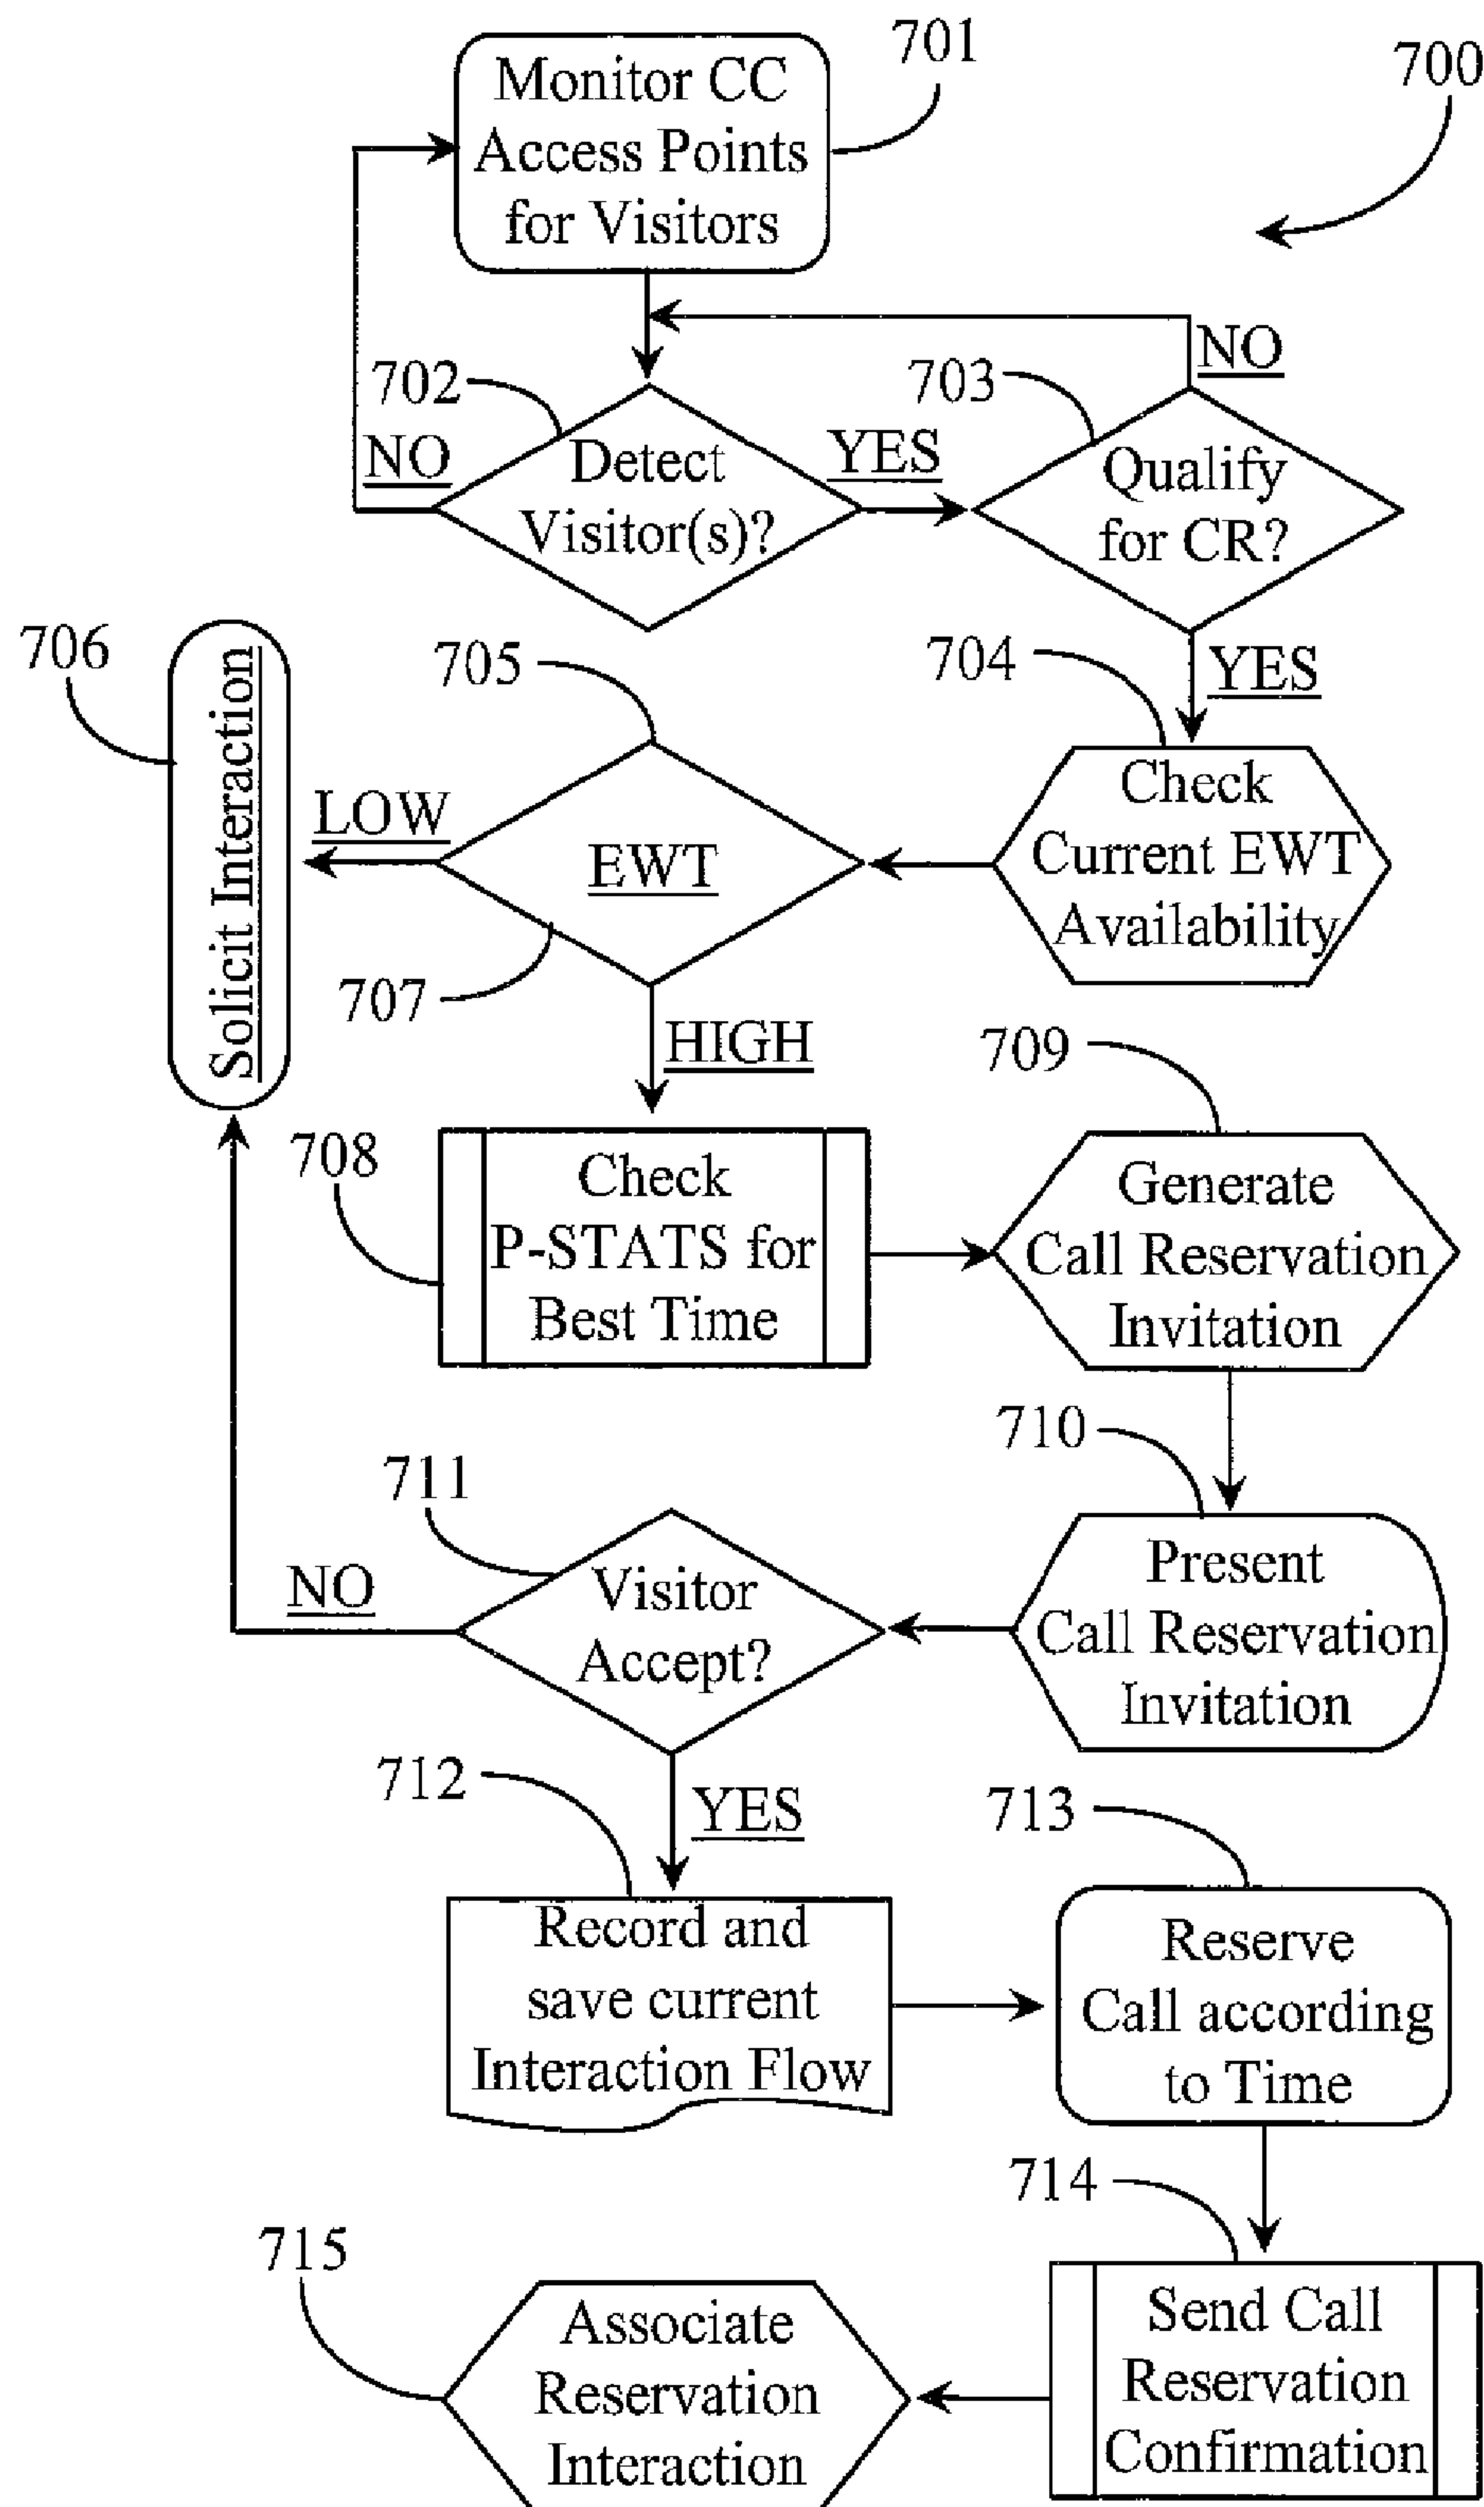 701
700
Monitor CC
Access Points
for Visitors
702
703
NO
NO
Detect
Visitor(s)?
YES
Qualify
for CR?
706
705
704
YES
Solicit Interaction
LOW
EWT
Check
Current EWT
Availability
707
HIGH
709
708
Check
P-STATS for
Best Time
Generate
Call Reservation
Invitation
710
711
NO
Visitor
Accept?
Present
Call Reservation
Invitation
712
YES
713
Record and
save current
Interaction Flow
Reserve
Call according
to Time
714
715
Associate
Reservation
Interaction
Send Call
Reservation
Confirmation